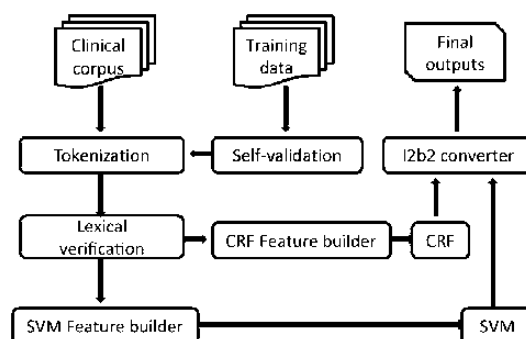 Clinical
corpus
Training
data
Final
outputs
Tokenization
Self-validation
I2b2 converter
Lexical
verification
CRF Feature builder
CRF
SVM Feature builder
SVM